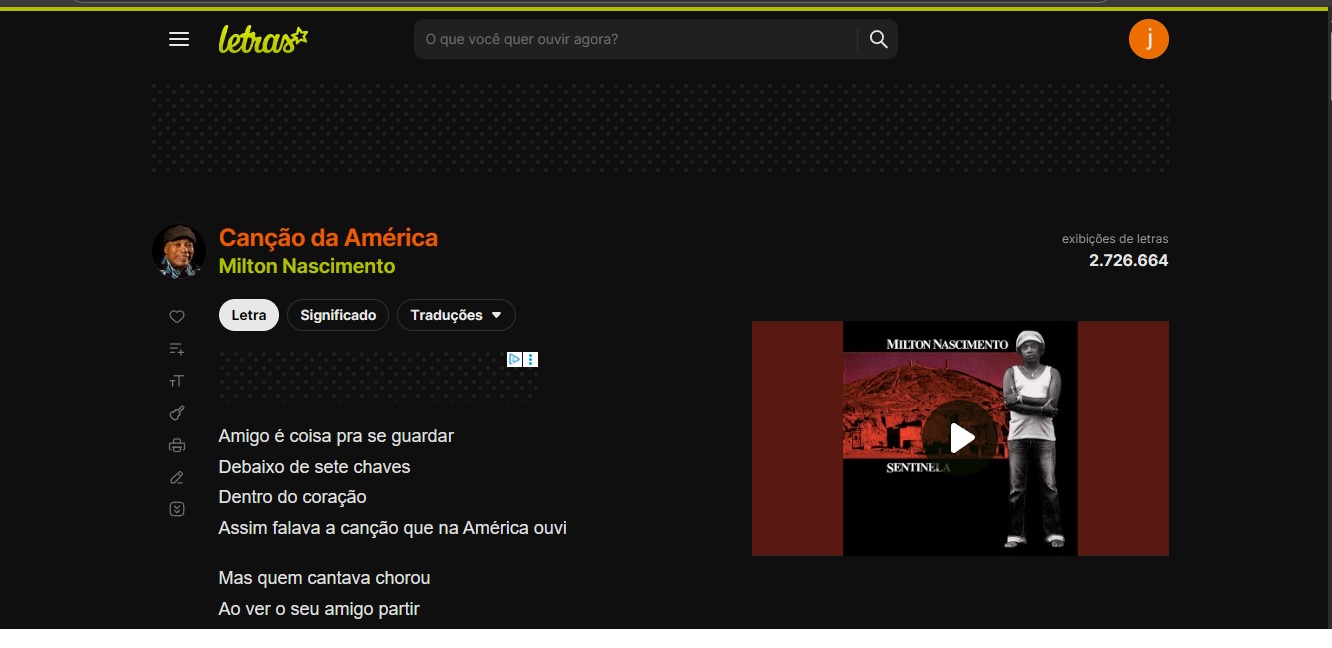 letras
O que você quer ouvir agora?
j
Canção da América
Milton Nascimento
exibições de letras
2.726.664
Letra
Significado
Traduções
TT
MILTON NASCIMENTO
SENTINELA
Amigo é coisa pra se guardar
Debaixo de sete chaves
Dentro do coração
Assim falava a canção que na América ouvi
Mas quem cantava chorou
Ao ver o seu amigo partir